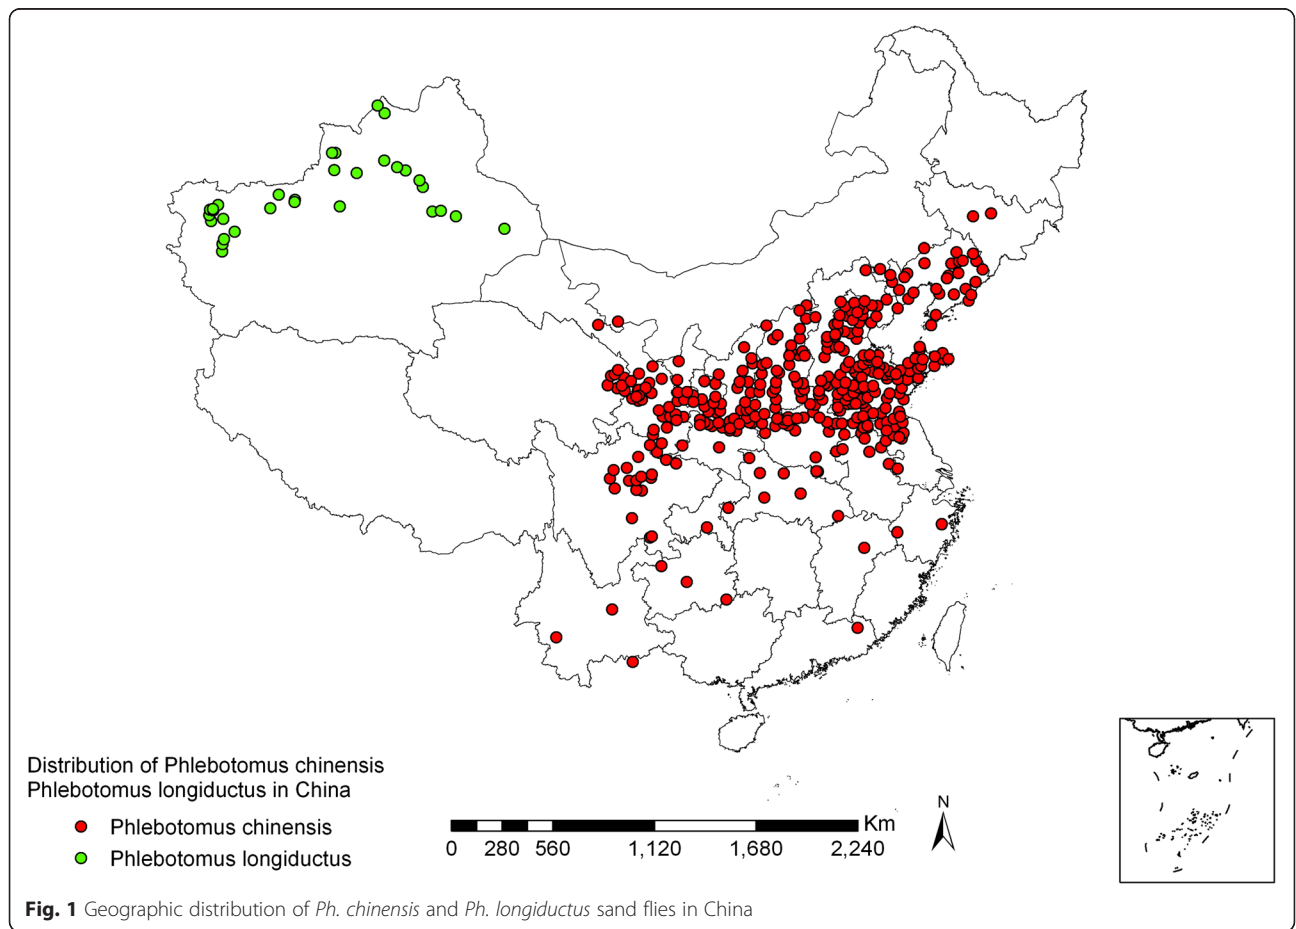 Distribution of Phlebotomus chinensis
Phlebotomus longiductus in China
Phlebotomus chinensis
Phlebotomus longiductus
N
Km
0 280 560 1,120 1,680 2,240
Fig. 1 Geographic distribution of Ph. chinensis and Ph. longiductus sand flies in China